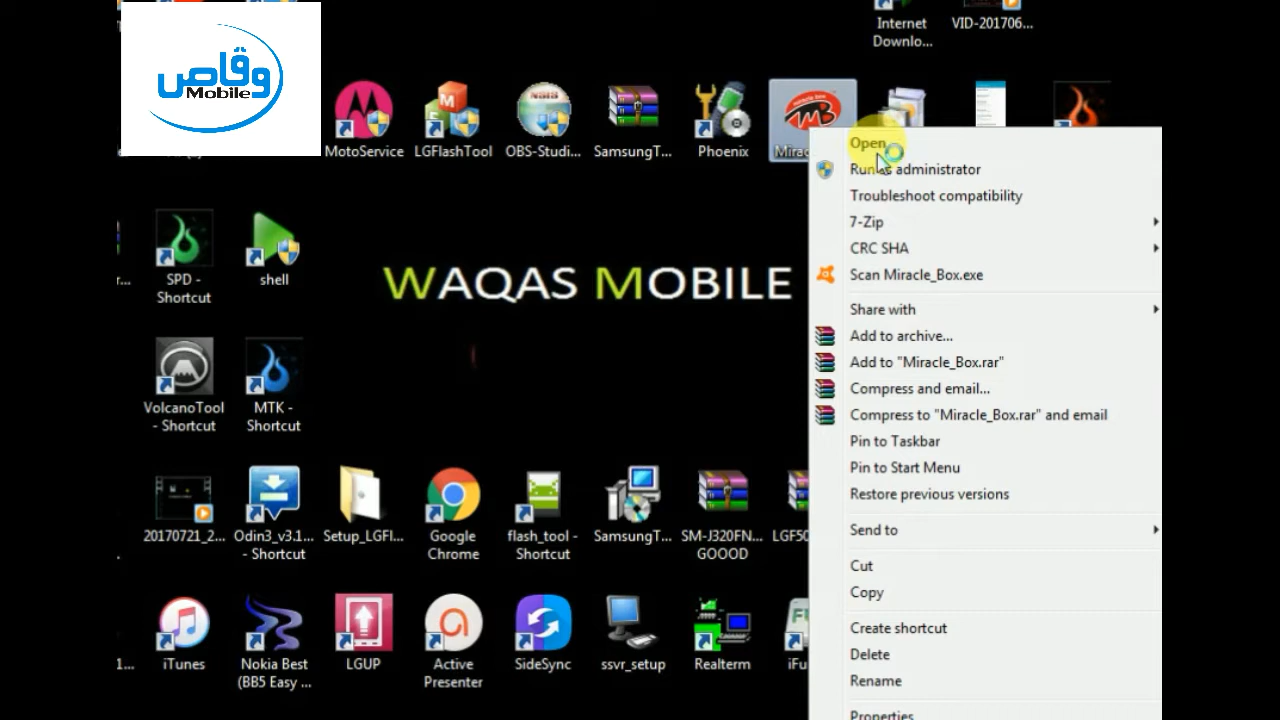 Internet
Downlo...
VID-201706...
وقاص
Mobile
MotoService
LGFlashTool
OBS-Studi...
SamsungT...
Phoenix
Open
Run as administrator
Troubleshoot compatibility
7-Zip
CRC SHA
Scan Miracle_Box.exe
Share with
Add to archive...
Add to "Miracle_Box.rar"
Compress and email...
Compress to "Miracle_Box.rar" and email
Pin to Taskbar
Pin to Start Menu
Restore previous versions
Send to
Cut
Copy
Create shortcut
Delete
Rename
Properties
SPD -
Shortcut
shell
WAQAS MOBILE
VolcanoTool
- Shortcut
MTK -
Shortcut
20170721_2...
Odin3_v3.1...
- Shortcut
Setup_LGFl...
Google
Chrome
flash_tool -
Shortcut
SamsungT...
SM-J320FN...
GOOOD
iTunes
Nokia Best
(BB5 Easy ...
LGUP
Active
Presenter
SideSync
ssvr_setup
Realterm